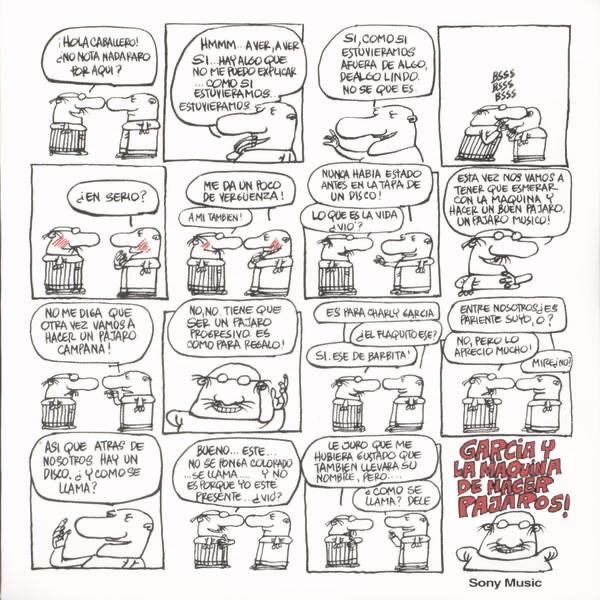 ¡HOLA CABALLERO!
¿NO NOTA NADA RARO
POR AQUI?
HMMM... AVER, AVER
SI... HAY ALGO QUE
NO ME PUEDO EXPLICAR
... COMO SI
ESTUVIERAMOS...
ESTUVIERAMOS
SI, COMO SI
ESTUVIERAMOS
AFUERA DE ALGO,
DE ALGO LINDO.
NO SE QUE ES.
BSSS
BSSS
BSSS
¿EN SERIO?
ME DA UN POCO
DE VERGÜENZA!
A MI TAMBIEN!
NUNCA HABIA ESTADO
ANTES EN LA TAPA DE
UN DISCO!
LO QUE ES LA VIDA
¿VIO?
ESTA VEZ NOS VAMOS A
TENER QUE ESMERAR
CON LA MAQUINA Y
HACER UN BUEN PAJARO.
UN PAJARO MUSICO!
NO ME DIGA QUE
OTRA VEZ VAMOS A
HACER UN PAJARO
CAMPANA!
NO, NO. TIENE QUE
SER UN PAJARO
PROGRESIVO. ES
COMO PARA REGALO!
ES PARA CHARLY GARCIA.
¿EL FLAQUITO ESE?
SI. ESE DE BARBITA!
ENTRE NOSOTROS ¿ES
PARIENTE SUYO, O?
NO, PERO LO
APRECIO MUCHO!
MIRE ¿NO?
ASI QUE ATRAS DE
NOSOTROS HAY UN
DISCO. ¿Y COMO SE
LLAMA?
BUENO... ESTE...
NO SE PONGA COLORADO
... SE LLAMA... Y NO
ES PORQUE YO ESTE
PRESENTE... ¿VIO?
LE JURO QUE ME
HUBIERA GUSTADO QUE
TAMBIEN LLEVARA SU
NOMBRE, PERO...
¿COMO SE
LLAMA? DELE
GARCIA Y
LA MAQUINA
DE HACER
PAJAROS!
Sony Music